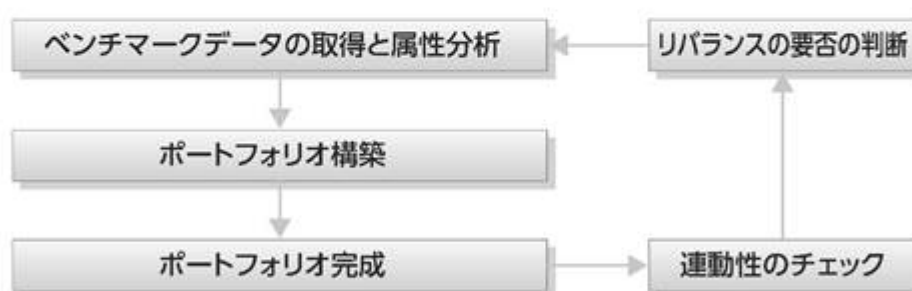 ベンチマークデータの取得と属性分析
リバランスの要否の判断
ポートフォリオ構築
ポートフォリオ完成
連動性のチェック